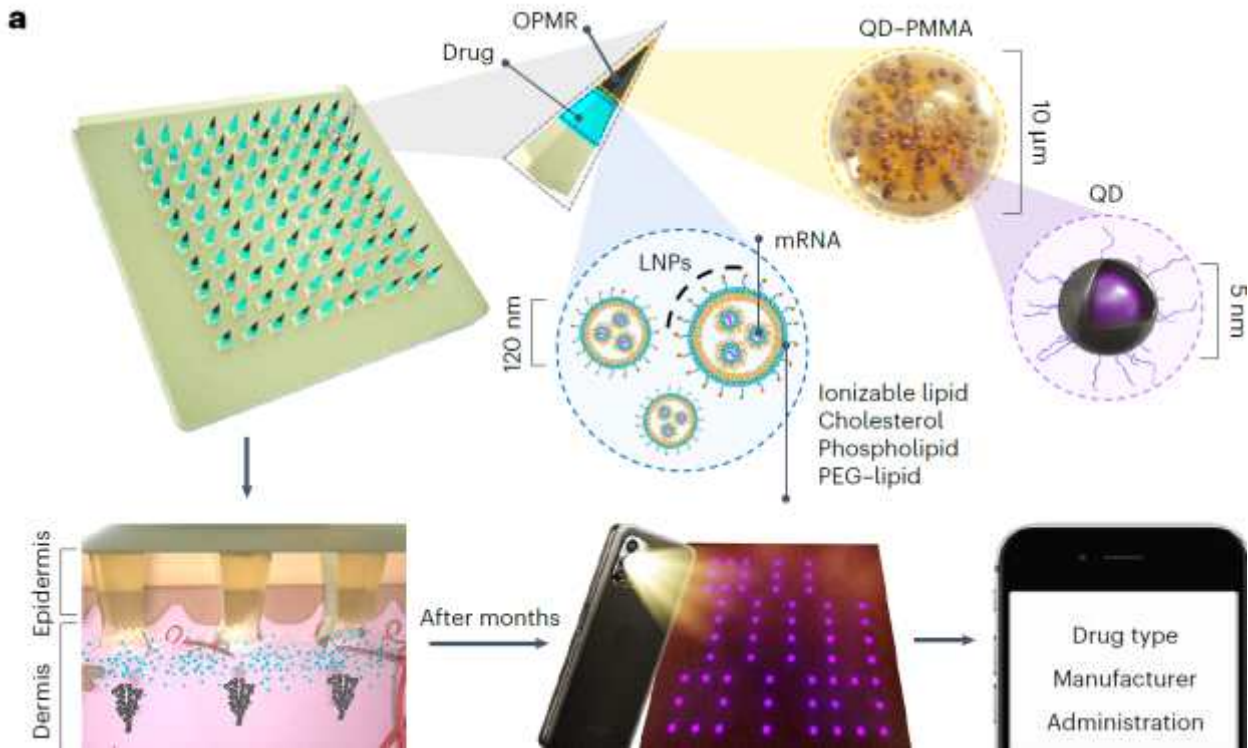 a
OPMR
Drug
QD–PMMA
10 µm
QD
5 nm
mRNA
LNPs
120 nm
Ionizable lipid
Cholesterol
Phospholipid
PEG–lipid
Epidermis
Dermis
After months
Drug type
Manufacturer
Administration